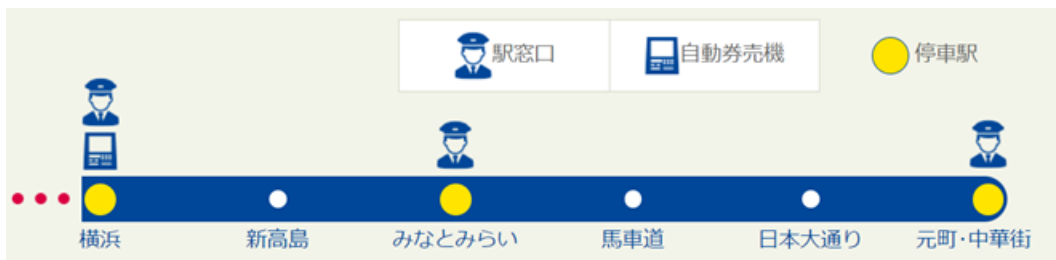 駅窓口
自動券売機
停車駅
横浜
新高島
みなとみらい
馬車道
日本大通り
元町・中華街